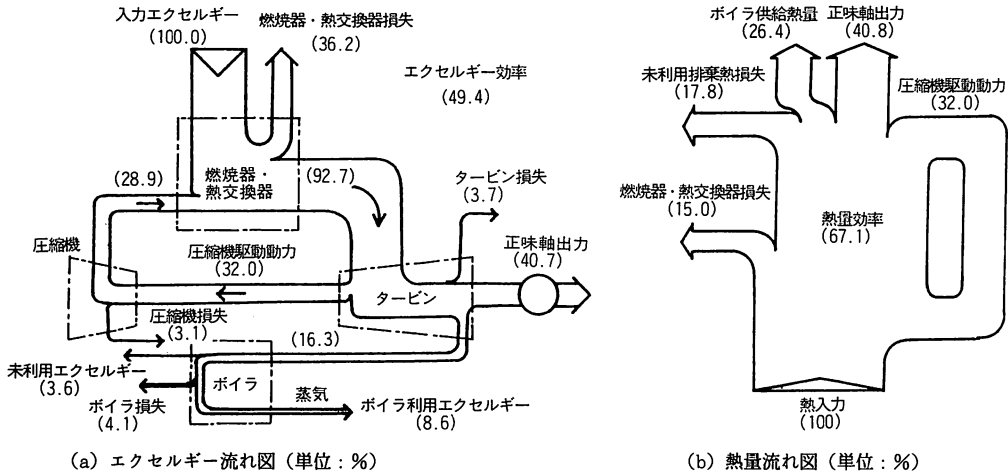 入力エクセルギー
(100.0)
燃焼器・熱交換器損失
(36.2)
エクセルギー効率
(49.4)
(28.9)
燃焼器・
熱交換器
(92.7)
タービン損失
(3.7)
圧縮機
圧縮機駆動動力
(32.0)
正味軸出力
(40.7)
タービン
圧縮機損失
(3.1)
(16.3)
未利用エクセルギー
(3.6)
ボイラ
ボイラ損失
(4.1)
蒸気
ボイラ利用エクセルギー
(8.6)
(a) エクセルギー流れ図 (単位:%)
ボイラ供給熱量
(26.4)
正味軸出力
(40.8)
未利用排棄熱損失
(17.8)
圧縮機駆動動力
(32.0)
燃焼器・熱交換器損失
(15.0)
熱量効率
(67.1)
熱入力
(100)
(b) 熱量流れ図 (単位:%)